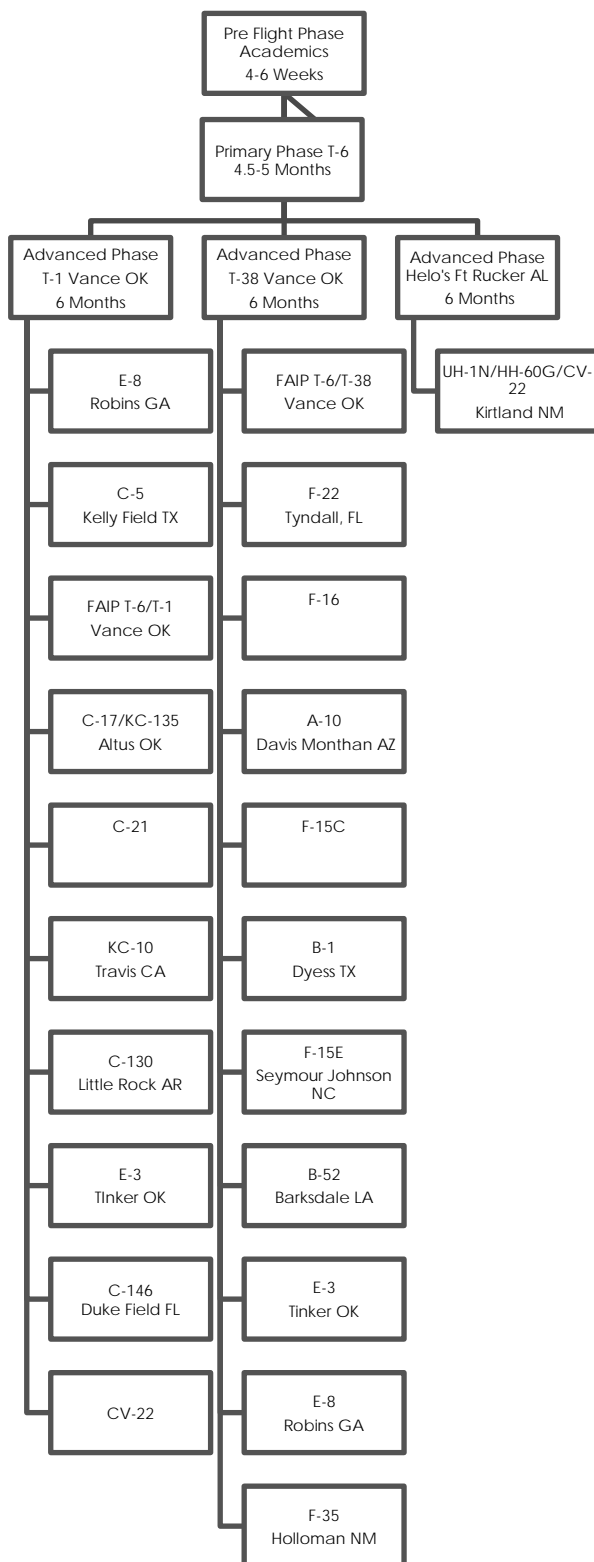 Pre Flight Phase
Academics
4-6 Weeks
Primary Phase T-6
4.5-5 Months
Advanced Phase
T-1 Vance OK
6 Months
Advanced Phase
T-38 Vance OK
6 Months
Advanced Phase
Helo's Ft Rucker AL
6 Months
E-8
Robins GA
FAIP T-6/T-38
Vance OK
UH-1N/HH-60G/CV-
22
Kirtland NM
C-5
Kelly Field TX
F-22
Tyndall, FL
FAIP T-6/T-1
Vance OK
F-16
C-17/KC-135
Altus OK
A-10
Davis Monthan AZ
C-21
F-15C
KC-10
Travis CA
B-1
Dyess TX
C-130
Little Rock AR
F-15E
Seymour Johnson
NC
E-3
TInker OK
B-52
Barksdale LA
C-146
Duke Field FL
E-3
Tinker OK
CV-22
E-8
Robins GA
F-35
Holloman NM